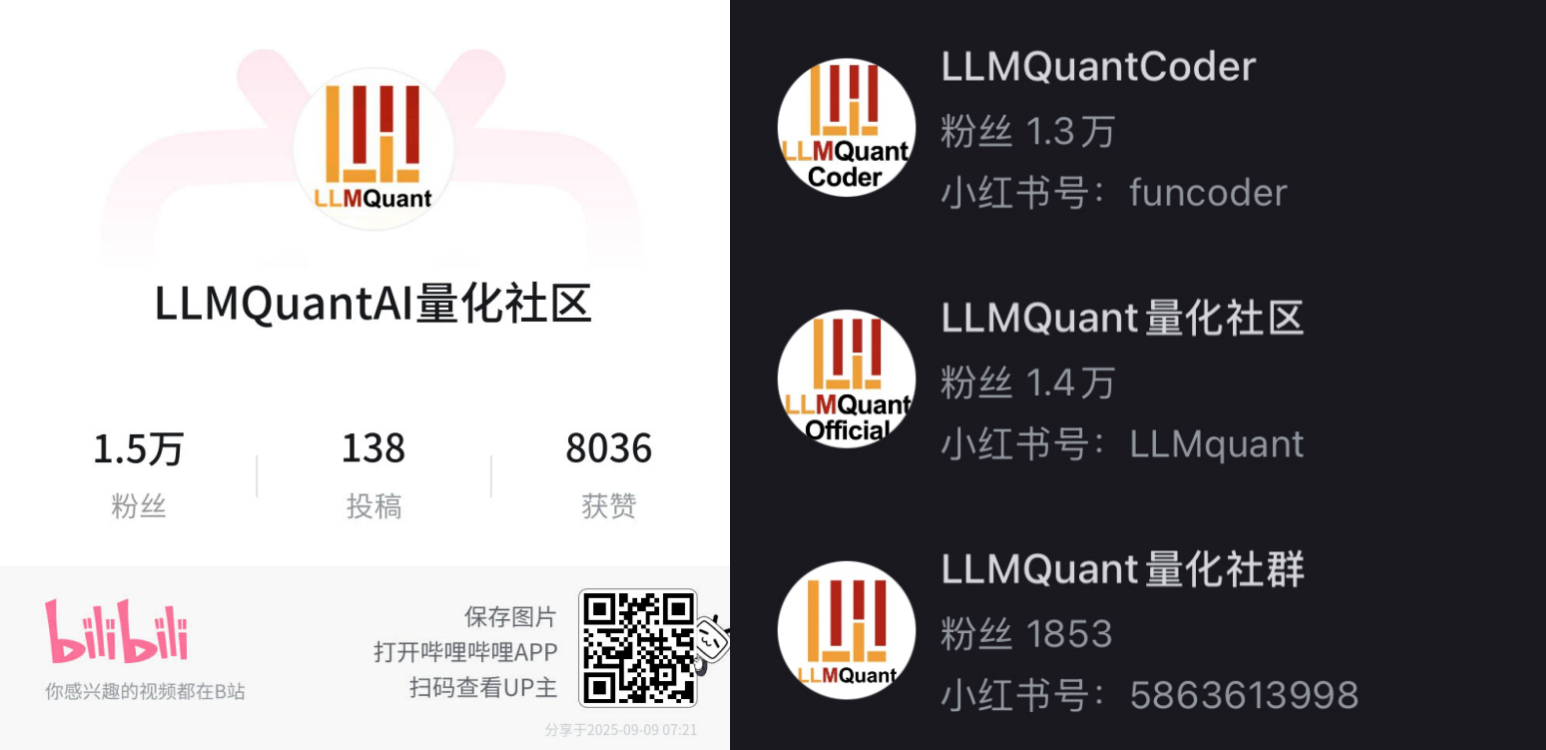 LLMQuant
LLMQuantAI量化社区
1.5万
138
8036
粉丝
投稿
获赞
bilibili
你感兴趣的视频都在B站
保存图片
打开哔哩哔哩APP
扫码查看UP主
分享于2025-09-09 07:21
LLMQuant
Coder
LLMQuantCoder
粉丝 1.3万
小红书号：funcoder
LLMQuant
Official
LLMQuant量化社区
粉丝 1.4万
小红书号：LLMquant
LLMQuant
LLMQuant量化社群
粉丝 1853
小红书号：5863613998